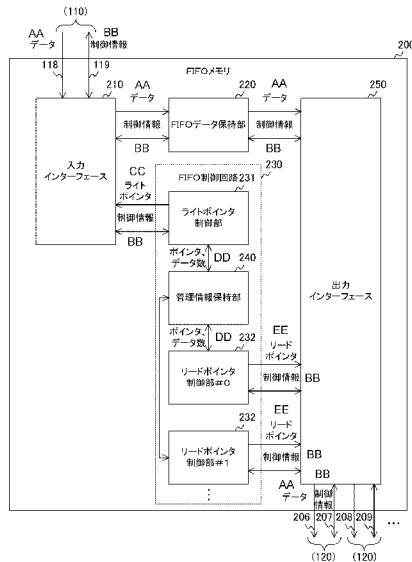 (110)
AA
データ
BB
制御情報
118
119
200
FIFOメモリ
210
入力
インターフェース
AA
データ
制御情報
BB
220
FIFOデータ保持部
AA
データ
制御情報
BB
250
出力
インターフェース
230
FIFO制御回路
CC
ライト
ポインタ
制御情報
BB
231
ライトポインタ
制御部
ポインタ、
データ数
DD
240
管理情報保持部
ポインタ、
データ数
DD
232
リードポインタ
制御部#0
EE
リード
ポインタ
制御情報
BB
232
リードポインタ
制御部#1
EE
リード
ポインタ
制御情報
BB
BB
AA
データ
制御
情報
206
207
208
209
(120)
(120)